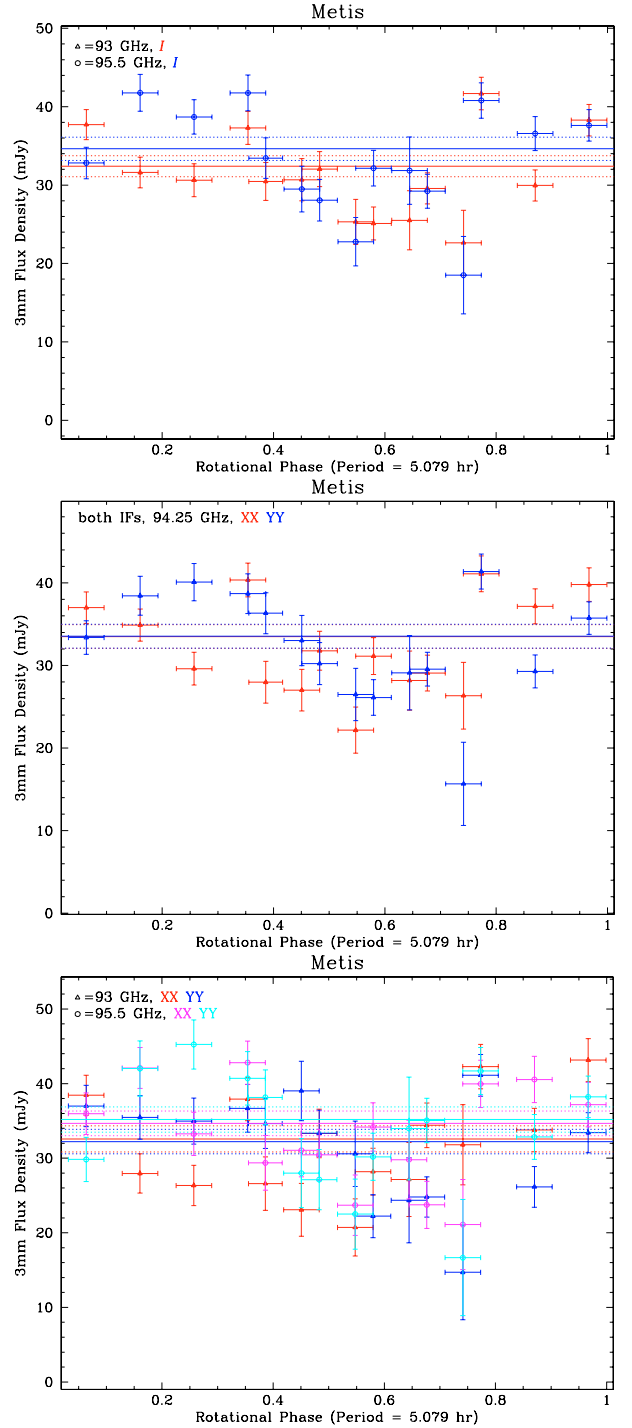 Metis
△=93 GHz, I
○=95.5 GHz, I
50
40
30
20
10
0
3mm Flux Density (mJy)
0.2 0.4 0.6 0.8 1
Rotational Phase (Period = 5.079 hr)
Metis
both IFs, 94.25 GHz, XX YY
40
30
20
10
0
3mm Flux Density (mJy)
0.2 0.4 0.6 0.8 1
Rotational Phase (Period = 5.079 hr)
Metis
△=93 GHz, XX YY
○=95.5 GHz, XX YY
50
40
30
20
10
0
3mm Flux Density (mJy)
0.2 0.4 0.6 0.8 1
Rotational Phase (Period = 5.079 hr)